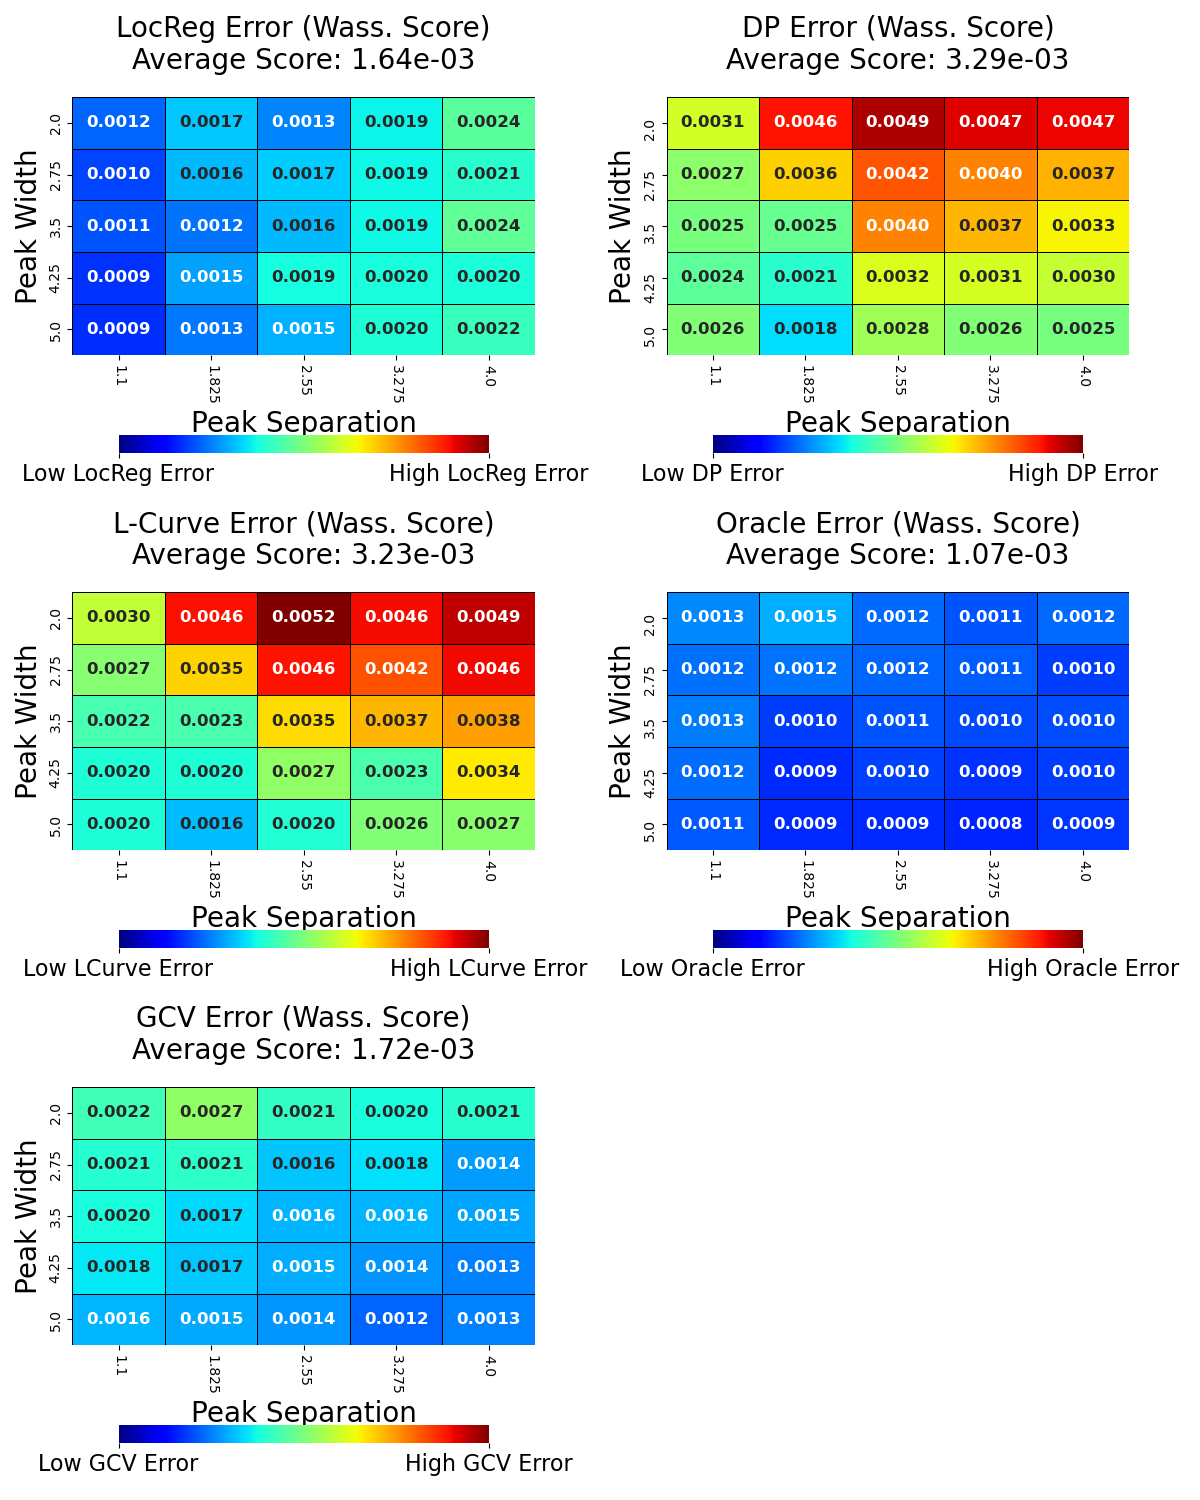 LocReg Error (Wass. Score)
Average Score: 1.64e-03
Peak Width
2.0 0.0012 0.0017 0.0013 0.0019 0.0024
2.75 0.0010 0.0016 0.0017 0.0019 0.0021
3.5 0.0011 0.0012 0.0016 0.0019 0.0024
4.25 0.0009 0.0015 0.0019 0.0020 0.0020
5.0 0.0009 0.0013 0.0015 0.0020 0.0022
1.1 1.825 2.55 3.275 4.0
Peak Separation
Low LocReg Error High LocReg Error
DP Error (Wass. Score)
Average Score: 3.29e-03
Peak Width
2.0 0.0031 0.0046 0.0049 0.0047 0.0047
2.75 0.0027 0.0036 0.0042 0.0040 0.0037
3.5 0.0025 0.0025 0.0040 0.0037 0.0033
4.25 0.0024 0.0021 0.0032 0.0031 0.0030
5.0 0.0026 0.0018 0.0028 0.0026 0.0025
1.1 1.825 2.55 3.275 4.0
Peak Separation
Low DP Error High DP Error
L-Curve Error (Wass. Score)
Average Score: 3.23e-03
Peak Width
2.0 0.0030 0.0046 0.0052 0.0046 0.0049
2.75 0.0027 0.0035 0.0046 0.0042 0.0046
3.5 0.0022 0.0023 0.0035 0.0037 0.0038
4.25 0.0020 0.0020 0.0027 0.0023 0.0034
5.0 0.0020 0.0016 0.0020 0.0026 0.0027
1.1 1.825 2.55 3.275 4.0
Peak Separation
Low LCurve Error High LCurve Error
Oracle Error (Wass. Score)
Average Score: 1.07e-03
Peak Width
2.0 0.0013 0.0015 0.0012 0.0011 0.0012
2.75 0.0012 0.0012 0.0012 0.0011 0.0010
3.5 0.0013 0.0010 0.0011 0.0010 0.0010
4.25 0.0012 0.0009 0.0010 0.0009 0.0010
5.0 0.0011 0.0009 0.0009 0.0008 0.0009
1.1 1.825 2.55 3.275 4.0
Peak Separation
Low Oracle Error High Oracle Error
GCV Error (Wass. Score)
Average Score: 1.72e-03
Peak Width
2.0 0.0022 0.0027 0.0021 0.0020 0.0021
2.75 0.0021 0.0021 0.0016 0.0018 0.0014
3.5 0.0020 0.0017 0.0016 0.0016 0.0015
4.25 0.0018 0.0017 0.0015 0.0014 0.0013
5.0 0.0016 0.0015 0.0014 0.0012 0.0013
1.1 1.825 2.55 3.275 4.0
Peak Separation
Low GCV Error High GCV Error